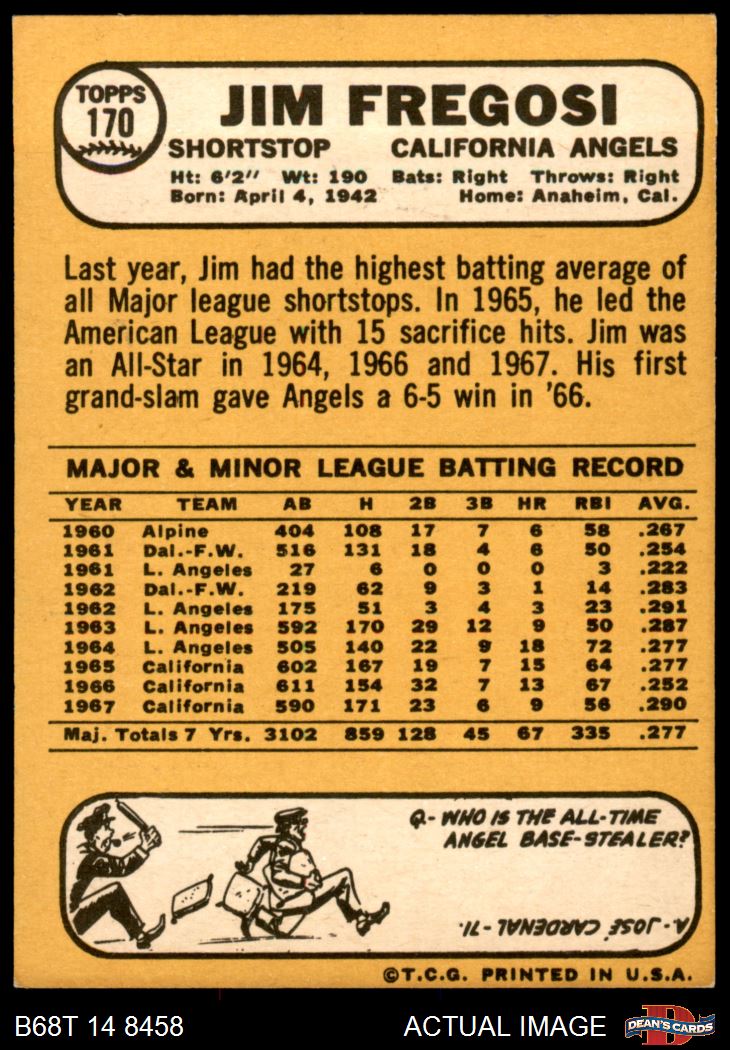 TOPPS
170
JIM FREGOSI
SHORTSTOP CALIFORNIA ANGELS
Ht: 6'2" Wt: 190 Bats: Right Throws: Right
Born: April 4, 1942 Home: Anaheim, Cal.
Last year, Jim had the highest batting average of
all Major league shortstops. In 1965, he led the
American League with 15 sacrifice hits. Jim was
an All-Star in 1964, 1966 and 1967. His first
grand-slam gave Angels a 6-5 win in '66.
MAJOR & MINOR LEAGUE BATTING RECORD
YEAR TEAM AB H 2B 3B HR RBI AVG.
1960 Alpine 404 108 17 7 6 58 .267
1961 Dal.-F.W. 516 131 18 4 6 50 .254
1961 L. Angeles 27 6 0 0 0 3 .222
1962 Dal.-F.W. 219 62 9 3 1 14 .283
1962 L. Angeles 175 51 3 4 3 23 .291
1963 L. Angeles 592 170 29 12 9 50 .287
1964 L. Angeles 505 140 22 9 18 72 .277
1965 California 602 167 19 7 15 64 .277
1966 California 611 154 32 7 13 67 .252
1967 California 590 171 23 6 9 56 .290
Maj. Totals 7 Yrs. 3102 859 128 45 67 335 .277
Q- WHO IS THE ALL-TIME
ANGEL BASE-STEALER?
A. JOSÉ CARDENAL - 71.
©T.C.G. PRINTED IN U.S.A.
B68T 14 8458 ACTUAL IMAGE
D
DEAN'S CARDS